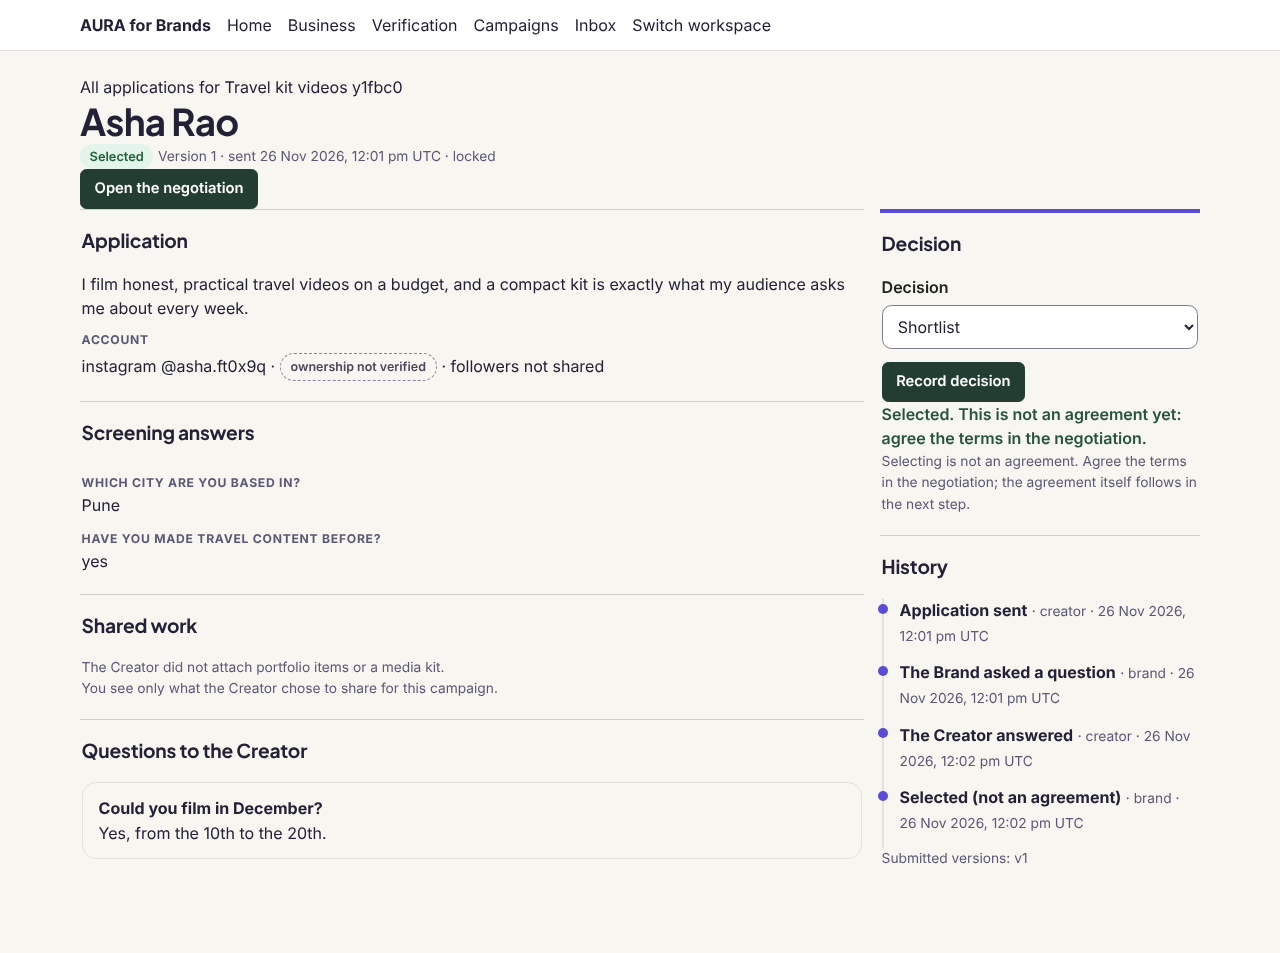 AURA for Brands Home Business Verification Campaigns Inbox Switch workspace
All applications for Travel kit videos y1fbc0
Asha Rao
Selected Version 1 · sent 26 Nov 2026, 12:01 pm UTC · locked
Open the negotiation
Application
I film honest, practical travel videos on a budget, and a compact kit is exactly what my audience asks
me about every week.
ACCOUNT
instagram @asha.ft0x9q · ownership not verified · followers not shared
Screening answers
WHICH CITY ARE YOU BASED IN?
Pune
HAVE YOU MADE TRAVEL CONTENT BEFORE?
yes
Shared work
The Creator did not attach portfolio items or a media kit.
You see only what the Creator chose to share for this campaign.
Questions to the Creator
Could you film in December?
Yes, from the 10th to the 20th.
Decision
Decision
Shortlist
Record decision
Selected. This is not an agreement yet:
agree the terms in the negotiation.
Selecting is not an agreement. Agree the terms
in the negotiation; the agreement itself follows in
the next step.
History
Application sent · creator · 26 Nov 2026,
12:01 pm UTC
The Brand asked a question · brand · 26
Nov 2026, 12:01 pm UTC
The Creator answered · creator · 26 Nov
2026, 12:02 pm UTC
Selected (not an agreement) · brand ·
26 Nov 2026, 12:02 pm UTC
Submitted versions: v1